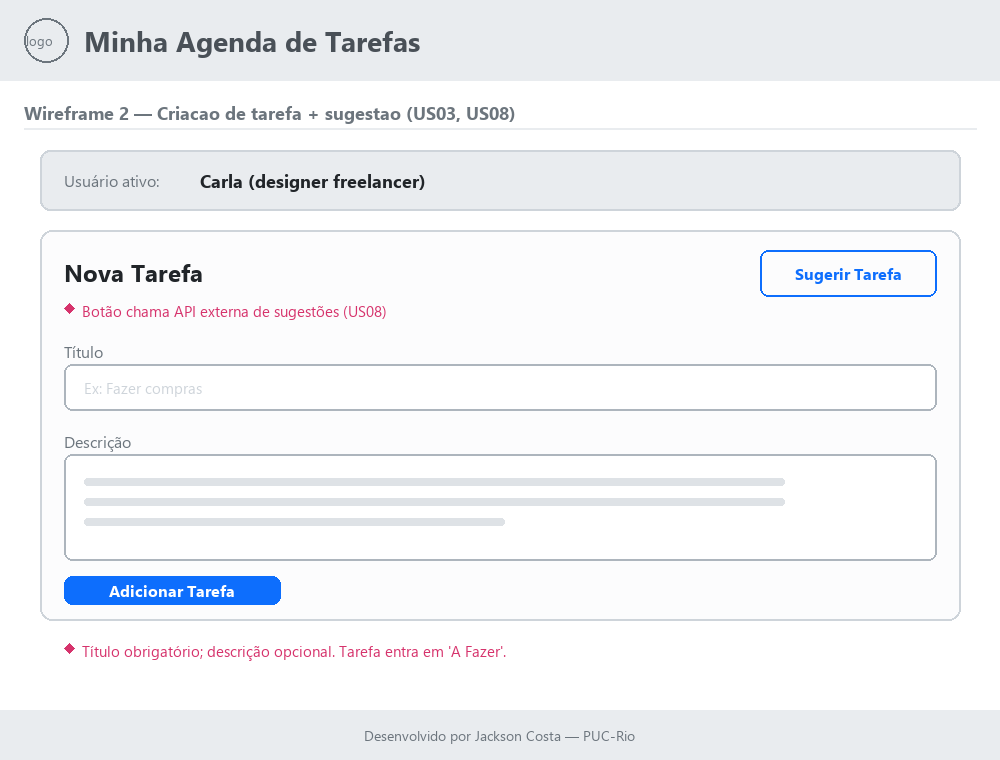 logo
Minha Agenda de Tarefas
Wireframe 2 — Criacao de tarefa + sugestao (US03, US08)
Usuário ativo: Carla (designer freelancer)
Nova Tarefa
Sugerir Tarefa
Botão chama API externa de sugestões (US08)
Título
Ex: Fazer compras
Descrição
Adicionar Tarefa
Título obrigatório; descrição opcional. Tarefa entra em 'A Fazer'.
Desenvolvido por Jackson Costa — PUC-Rio